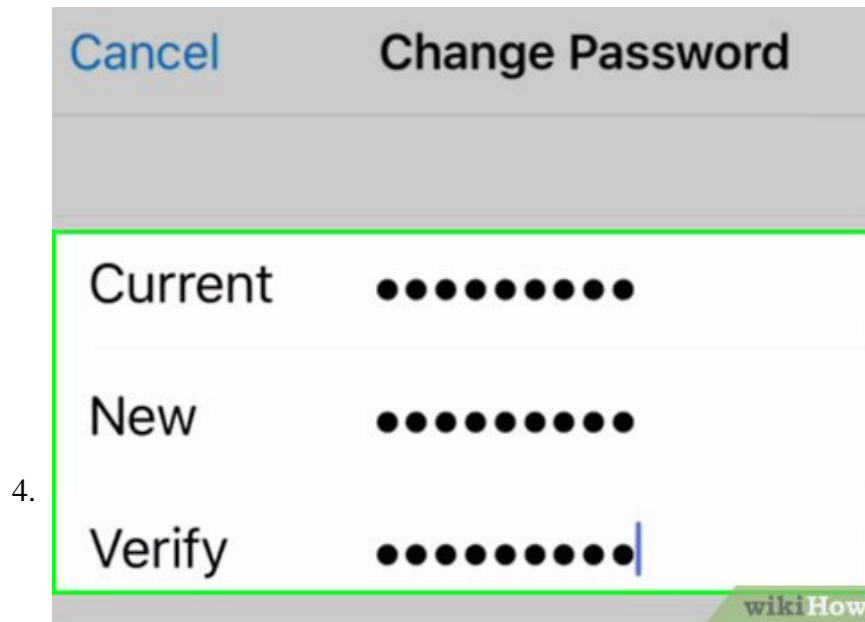 Cancel Change Password
Current •••••••••
New •••••••••
4.
Verify •••••••••
wikiHow